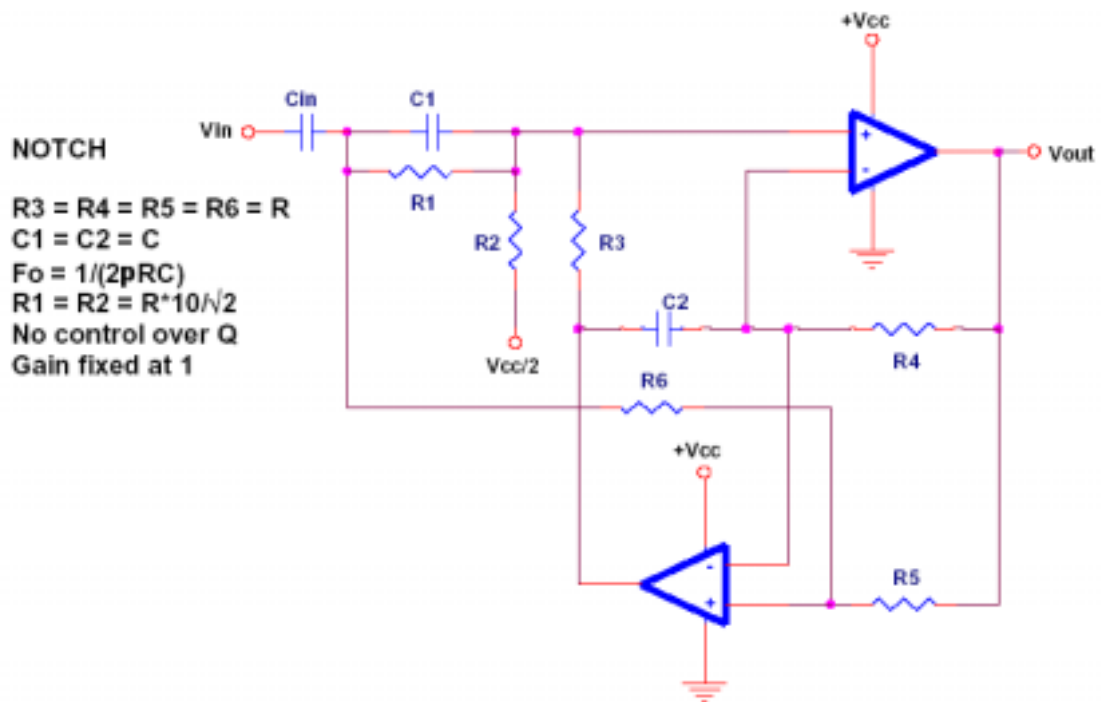 +Vcc
Cin
C1
Vin
+
-
Vout
NOTCH
R1
R3 = R4 = R5 = R6 = R
C1 = C2 = C
Fo = 1/(2pRC)
R1 = R2 = R*10/√2
No control over Q
Gain fixed at 1
R2
R3
C2
Vcc/2
R4
R6
+Vcc
-
+
R5